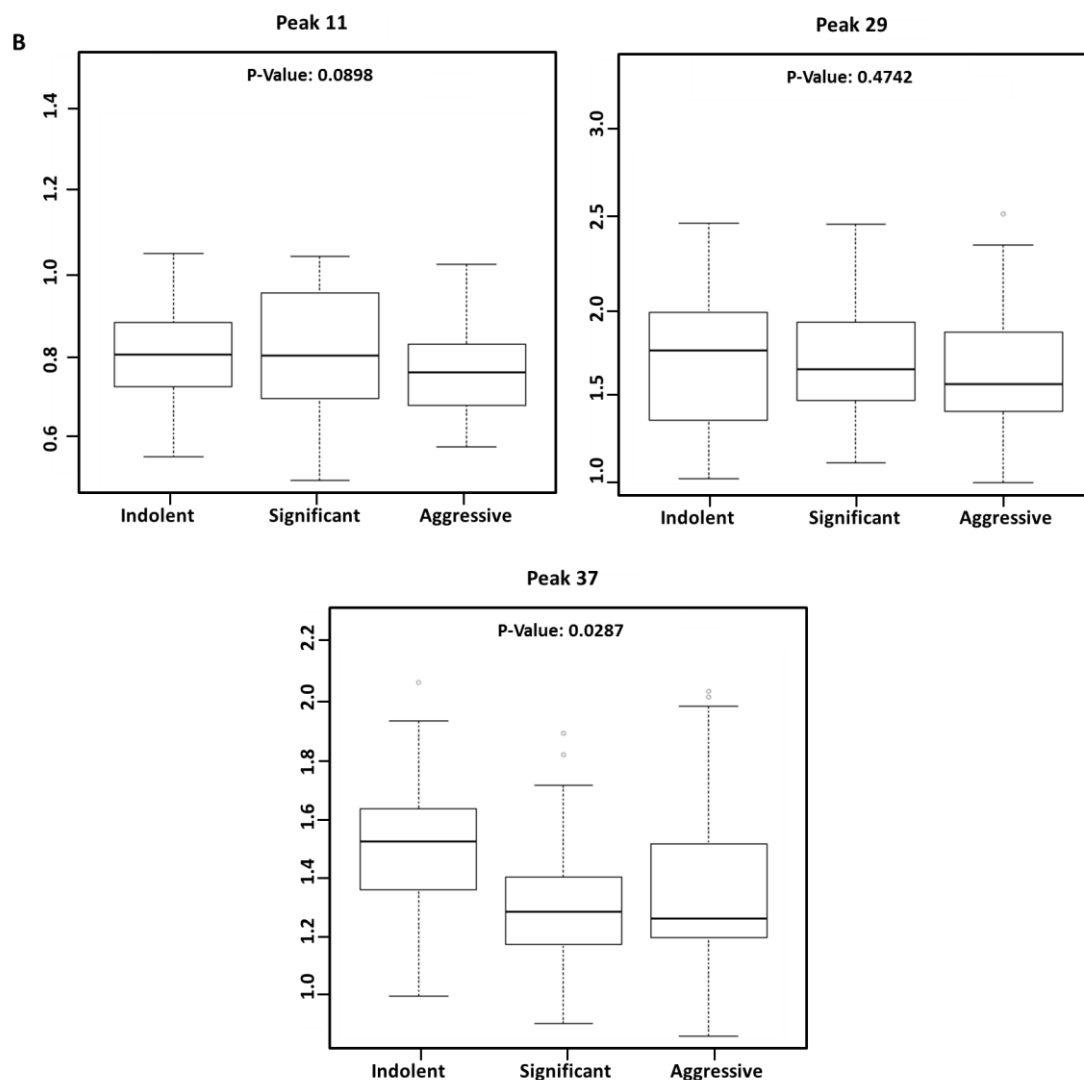 B
Peak 11
P-Value: 0.0898
1.4
1.2
1.0
0.8
0.6
Indolent Significant Aggressive
Peak 29
P-Value: 0.4742
3.0
2.5
2.0
1.5
1.0
Indolent Significant Aggressive
Peak 37
P-Value: 0.0287
2.2
2.0
1.8
1.6
1.4
1.2
1.0
Indolent Significant Aggressive